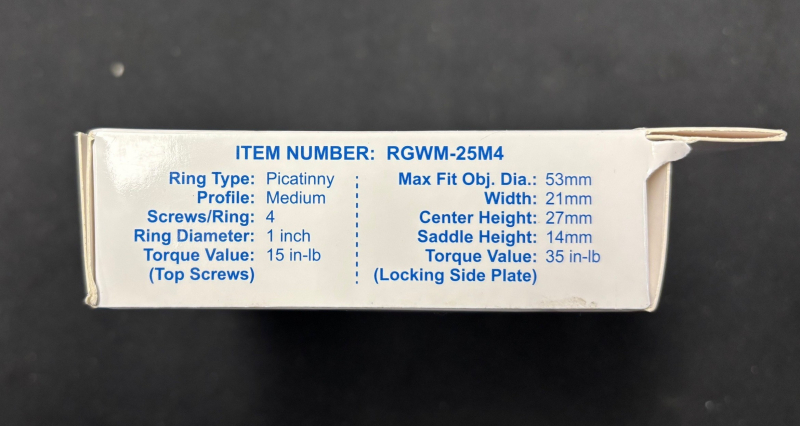 ITEM NUMBER: RGWM-25M4
Ring Type: Picatinny
Profile: Medium
Screws/Ring: 4
Ring Diameter: 1 inch
Torque Value: 15 in-lb
(Top Screws)
Max Fit Obj. Dia.: 53mm
Width: 21mm
Center Height: 27mm
Saddle Height: 14mm
Torque Value: 35 in-lb
(Locking Side Plate)